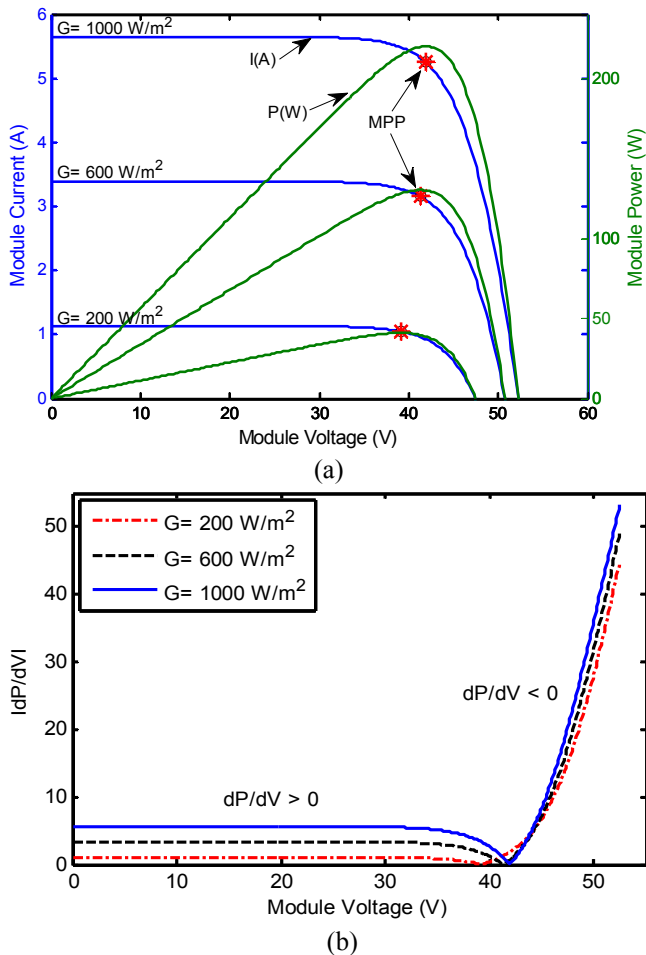 G= 1000 W/m2
I(A)
P(W)
MPP
G= 600 W/m2
G= 200 W/m2
Module Current (A)
6
5
4
3
2
1
0
Module Power (W)
200
100
50
0
0 10 20 30 40 50 60
Module Voltage (V)
(a)
G= 200 W/m2
G= 600 W/m2
G= 1000 W/m2
IdP/dVI
50
40
30
20
10
0
dP/dV < 0
dP/dV > 0
0 10 20 30 40 50
Module Voltage (V)
(b)